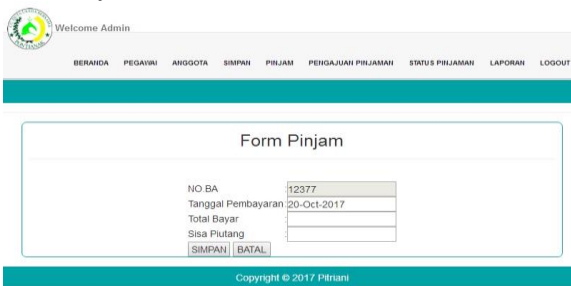 Welcome Admin
BERANDA PEGAWAI ANGGOTA SIMPAN PINJAM PENGAJUAN PINJAMAN STATUS PINJAMAN LAPORAN LOGOUT
Form Pinjam
NO.BA :12377
Tanggal Pembayaran:20-Oct-2017
Total Bayar :
Sisa Piutang :
SIMPAN BATAL
Copyright © 2017 Pitriani